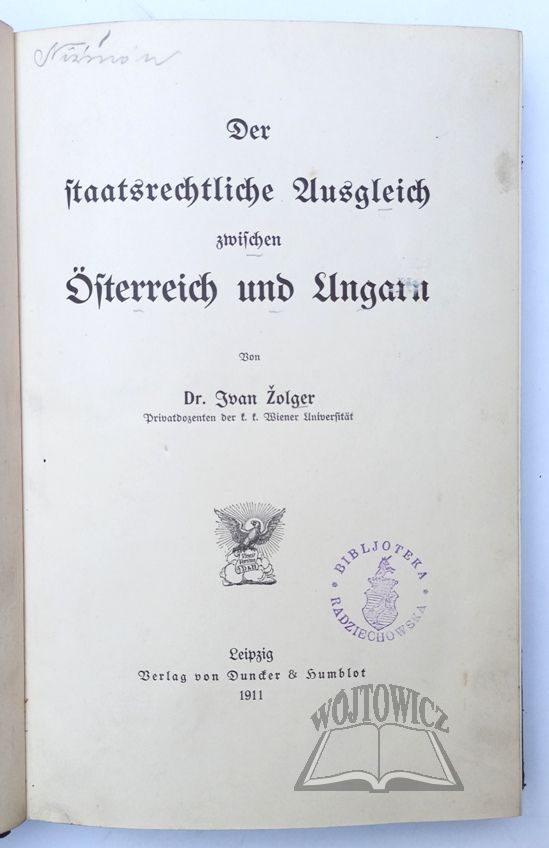 Der
staatsrechtliche Ausgleich
zwischen
Österreich und Ungarn
Von
Dr. Ivan Žolger
Privatdozenten der k. k. Wiener Universität
BIBLJOTEKA
RADZIECHOWSKA
Leipzig
Verlag von Duncker & Humblot
1911
WÓJTOWICZ